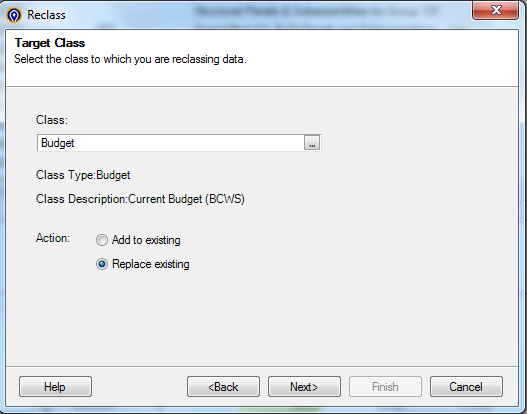 Reclass
Target Class
Select the class to which you are reclassing data.
Class:
Budget
...
Class Type:Budget
Class Description:Current Budget (BCWS)
Action:
Add to existing
Replace existing
Help
<Back
Next>
Finish
Cancel